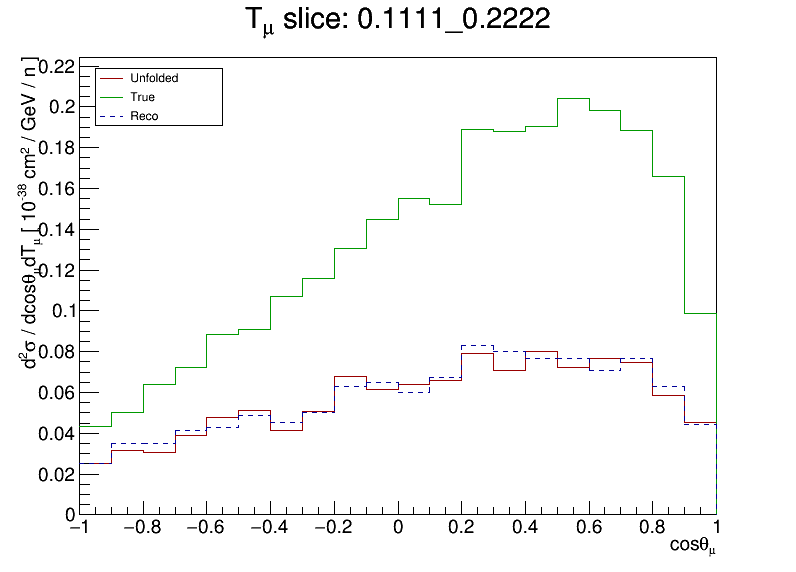 Tμ slice: 0.1111_0.2222
d²σ / dcosθμdTμ [ 10⁻³⁸ cm² / GeV / n ]
Unfolded
True
Reco
0.22
0.2
0.18
0.16
0.14
0.12
0.1
0.08
0.06
0.04
0.02
0
−1 −0.8 −0.6 −0.4 −0.2 0 0.2 0.4 0.6 0.8 1
cosθμ